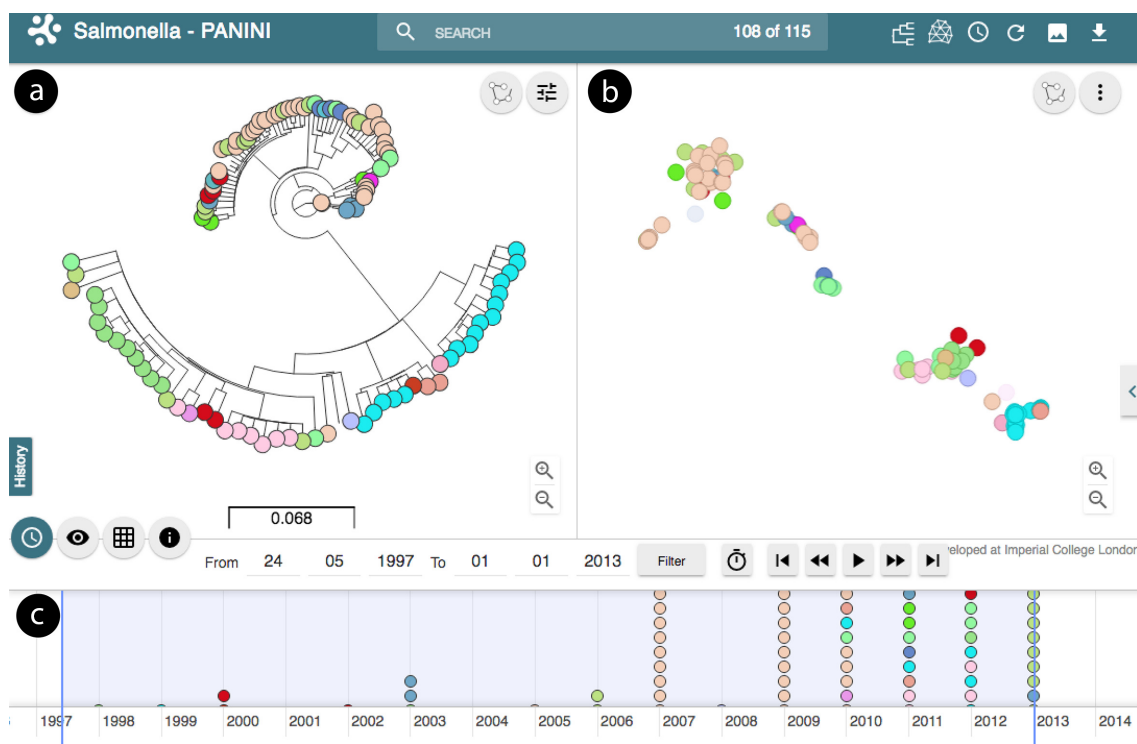 Salmonella - PANINI
SEARCH
108 of 115
a
b
History
0.068
From 24 05 1997 To 01 01 2013 Filter
eloped at Imperial College London
c
1997 1998 1999 2000 2001 2002 2003 2004 2005 2006 2007 2008 2009 2010 2011 2012 2013 2014